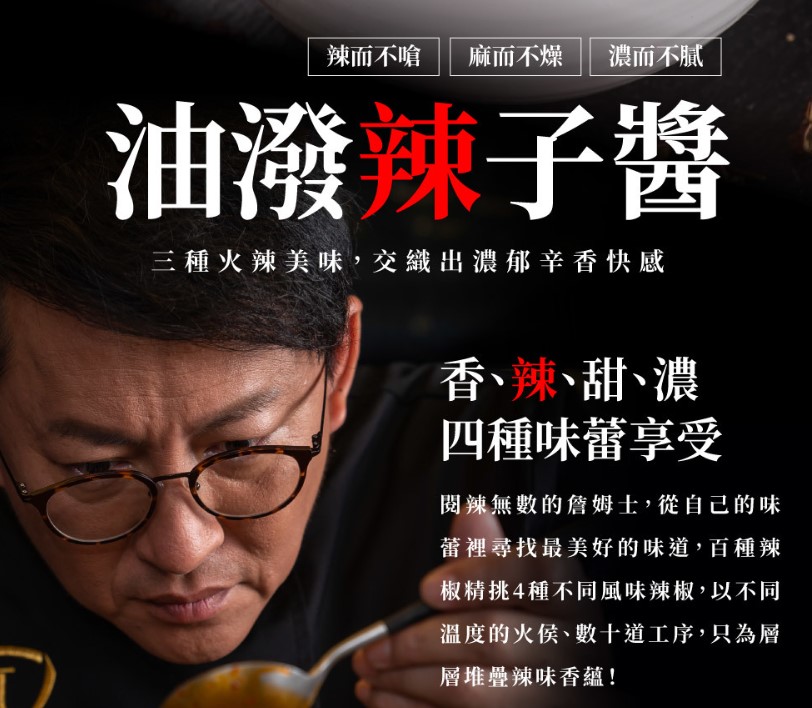 辣而不嗆 麻而不燥 濃而不膩
油潑辣子醬
三種火辣美味，交織出濃郁辛香快感
香、辣、甜、濃
四種味蕾享受
閱辣無數的詹姆士，從自己的味
蕾裡尋找最美好的味道，百種辣
椒精挑4種不同風味辣椒，以不同
溫度的火侯、數十道工序，只為層
層堆疊辣味香蘊！